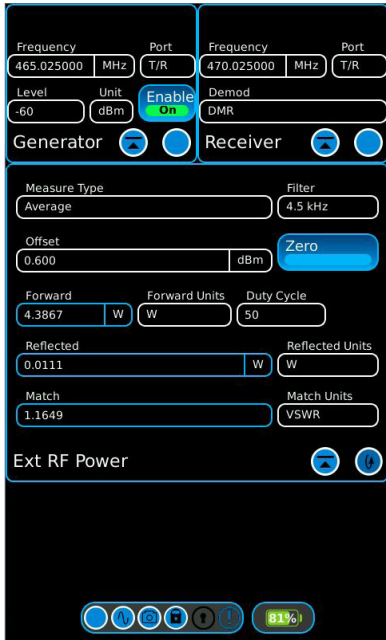 Frequency Port Frequency Port
465.025000 MHz T/R 470.025000 MHz T/R
Level Unit Enable Demod
-60 dBm On DMR
Generator Receiver
Measure Type Filter
Average 4.5 kHz
Offset Zero
0.600 dBm
Forward Forward Units Duty Cycle
4.3867 W W 50
Reflected Reflected Units
0.0111 W W
Match Match Units
1.1649 VSWR
Ext RF Power
81%